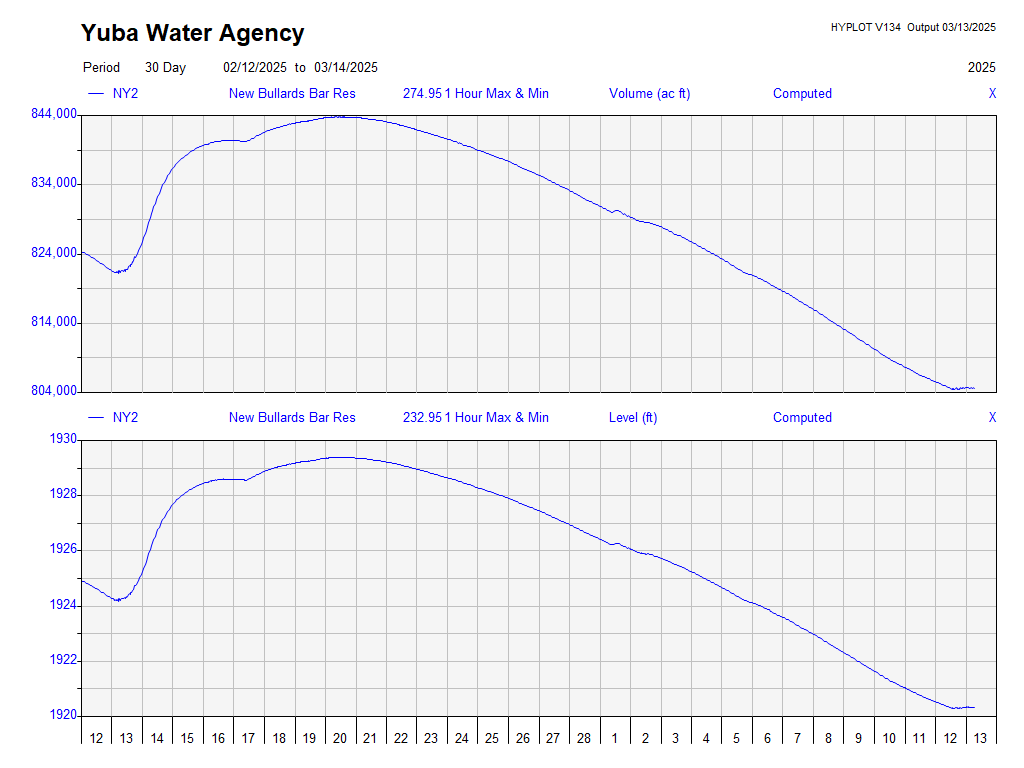 Yuba Water Agency
HYPLOT V134 Output 03/13/2025
Period 30 Day 02/12/2025 to 03/14/2025 2025
NY2 New Bullards Bar Res 274.95 1 Hour Max & Min Volume (ac ft) Computed X
844,000
834,000
824,000
814,000
804,000
NY2 New Bullards Bar Res 232.95 1 Hour Max & Min Level (ft) Computed X
1930
1928
1926
1924
1922
1920
12 13 14 15 16 17 18 19 20 21 22 23 24 25 26 27 28 1 2 3 4 5 6 7 8 9 10 11 12 13